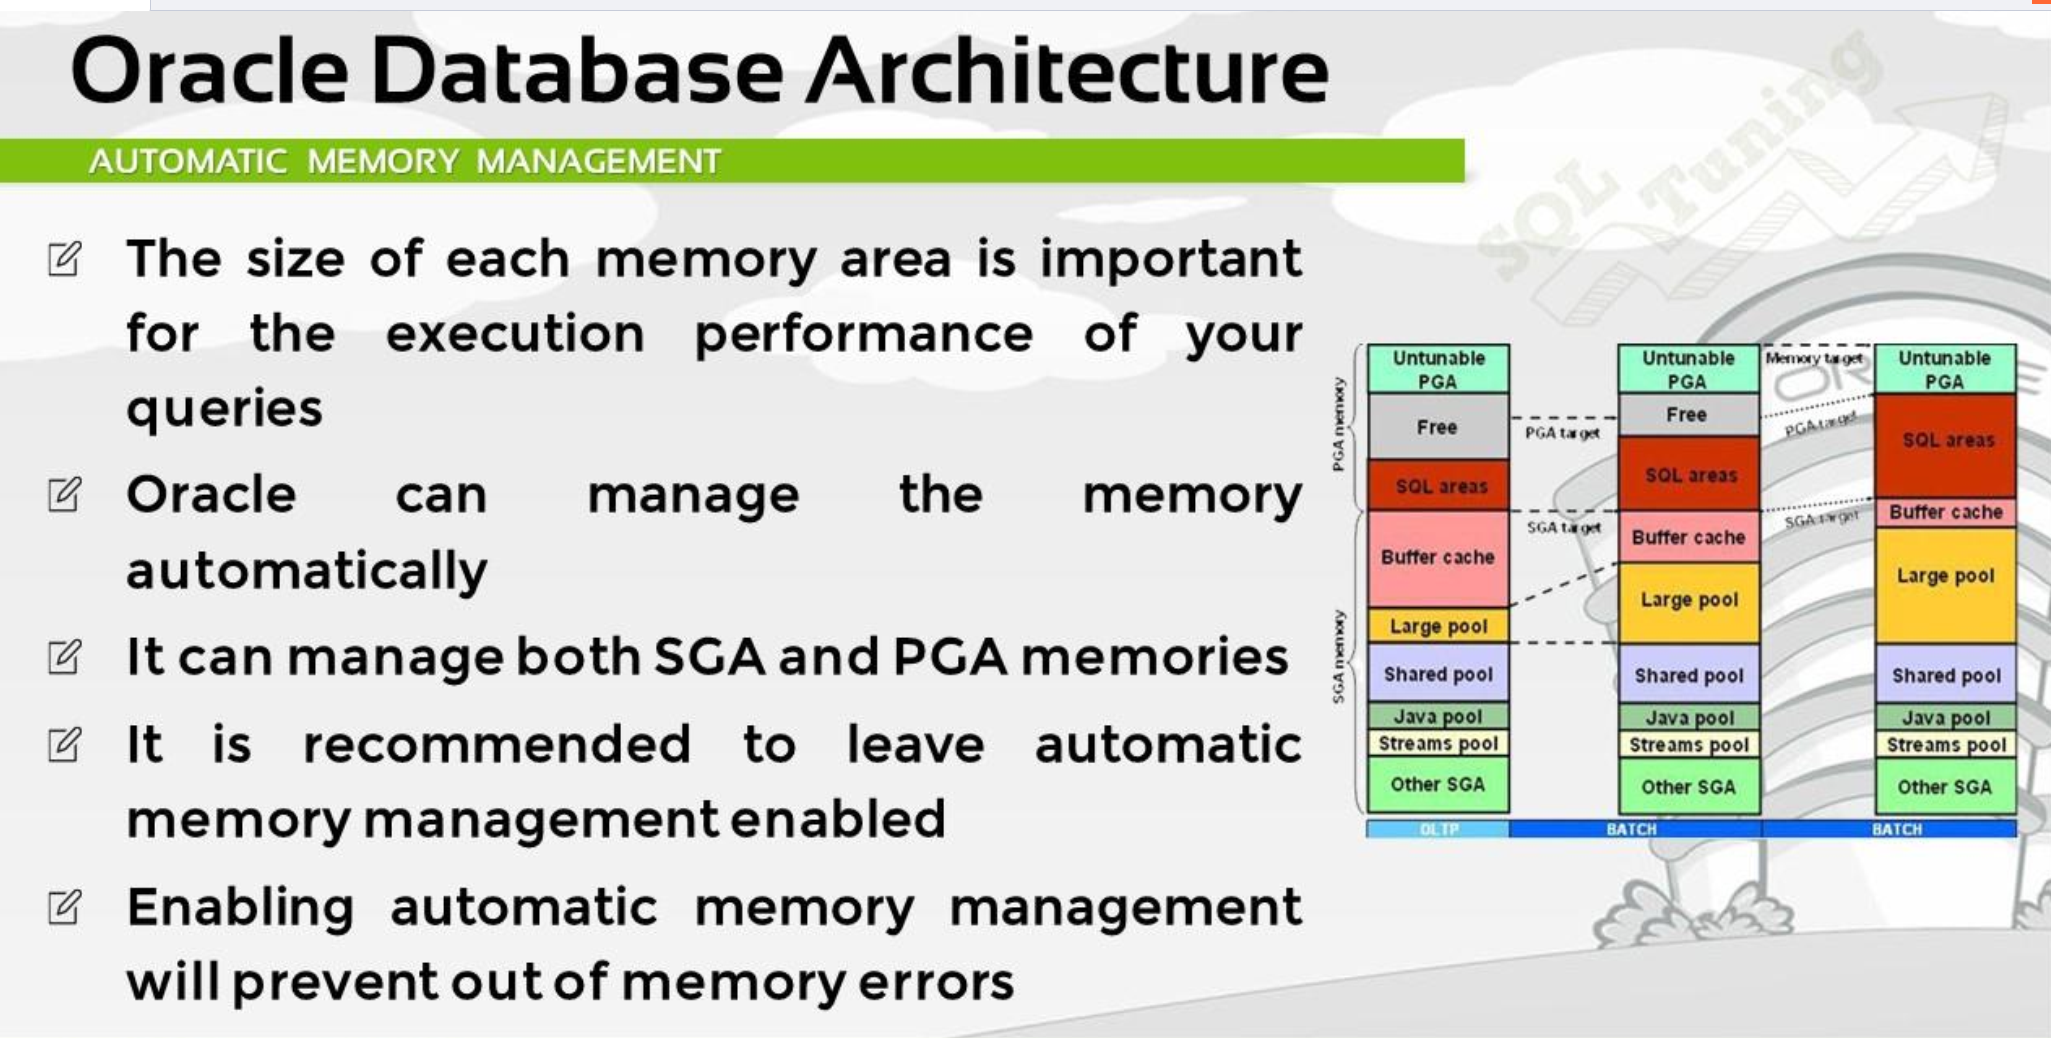 Oracle Database Architecture
AUTOMATIC MEMORY MANAGEMENT
The size of each memory area is important
for the execution performance of your
queries
Oracle can manage the memory
automatically
It can manage both SGA and PGA memories
It is recommended to leave automatic
memory management enabled
Enabling automatic memory management
will prevent out of memory errors
SQL
Tuning
PGA memory
SGA memory
Untunable
PGA
Free
SQL areas
Buffer cache
Large pool
Shared pool
Java pool
Streams pool
Other SGA
OLTP
PGA target
SGA target
Untunable
PGA
Free
SQL areas
Buffer cache
Large pool
Shared pool
Java pool
Streams pool
Other SGA
BATCH
Memory target
PGA target
SGA target
Untunable
PGA
SQL areas
Buffer cache
Large pool
Shared pool
Java pool
Streams pool
Other SGA
BATCH